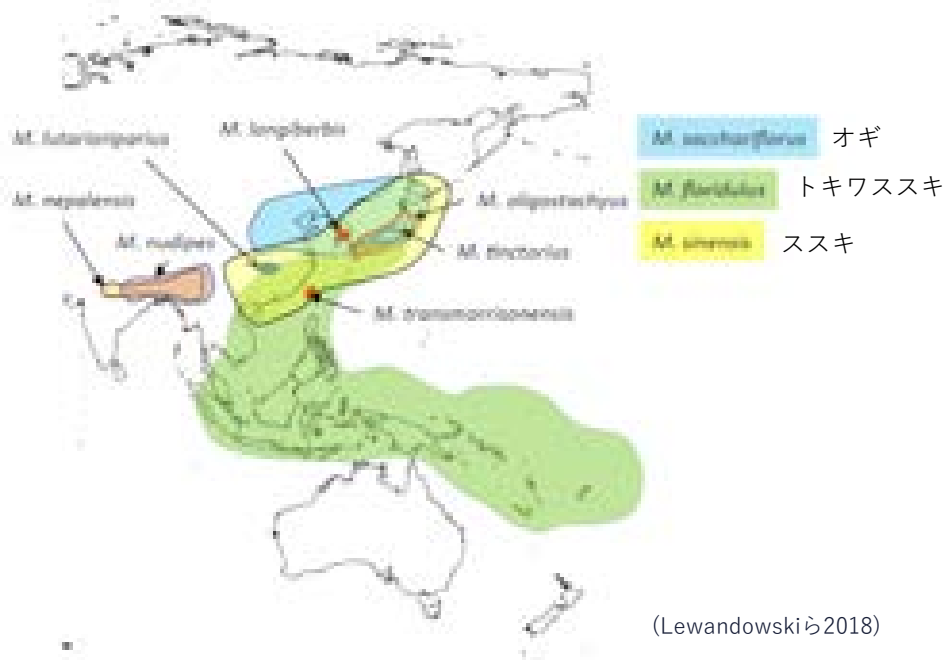 M. lutarioriparius
M. longiberbis
M. sacchariflorus オギ
M. floridulus トキワススキ
M. nepalensis
M. oligostachyus
M. nudipes
M. sinensis ススキ
M. tinctorius
M. transmorrisonensis
(Lewandowskiら2018)